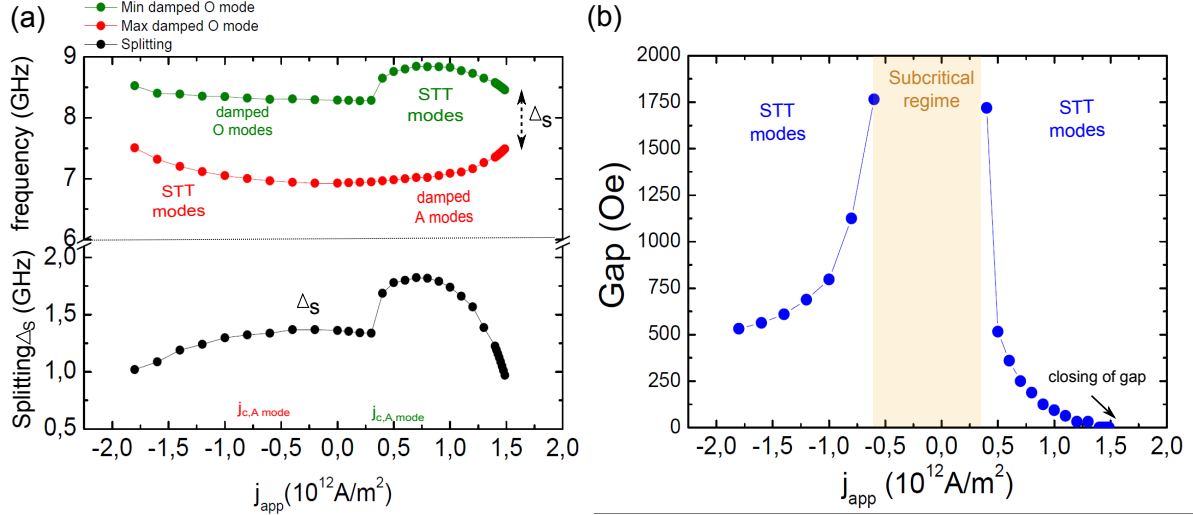 (a)
Min damped O mode
Max damped O mode
Splitting
9
8
7
6
frequency (GHz)
damped
O modes
STT
modes
Δs
STT
modes
damped
A modes
2,0
1,5
1,0
0,5
Splitting Δs (GHz)
Δs
jc,A mode
jc,A mode
-2,0 -1,5 -1,0 -0,5 0,0 0,5 1,0 1,5 2,0
japp(10¹²A/m²)
(b)
2000
1750
1500
1250
1000
750
500
250
0
Gap (Oe)
Subcritical
regime
STT
modes
STT
modes
closing of gap
-2,0 -1,5 -1,0 -0,5 0,0 0,5 1,0 1,5 2,0
japp (10¹²A/m²)